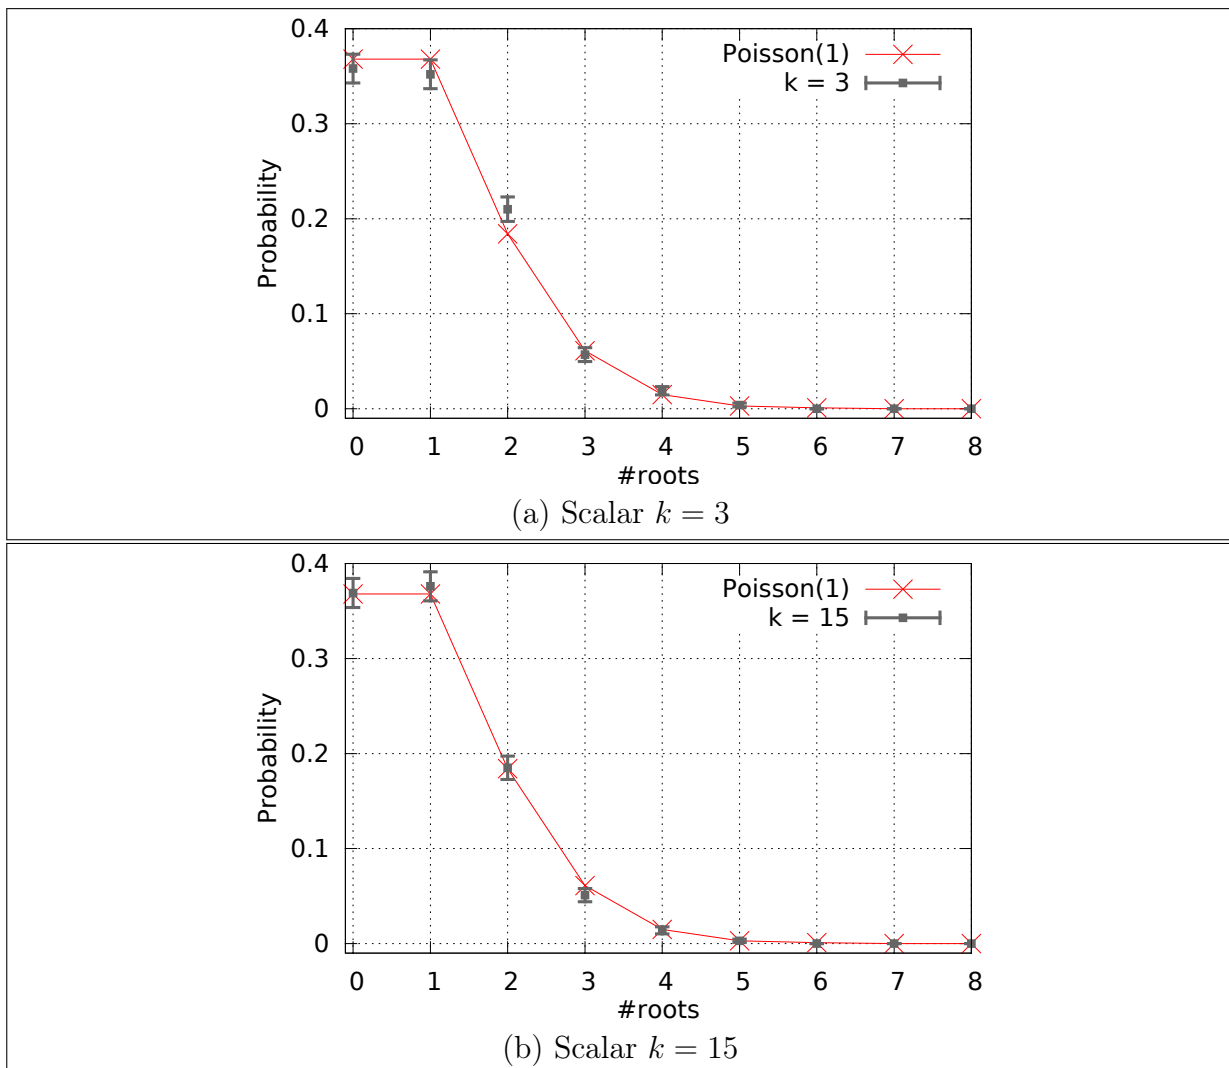 Poisson(1)
k = 3
0.4
0.3
0.2
0.1
0
Probability
0 1 2 3 4 5 6 7 8
#roots
(a) Scalar k = 3
Poisson(1)
k = 15
0.4
0.3
0.2
0.1
0
Probability
0 1 2 3 4 5 6 7 8
#roots
(b) Scalar k = 15